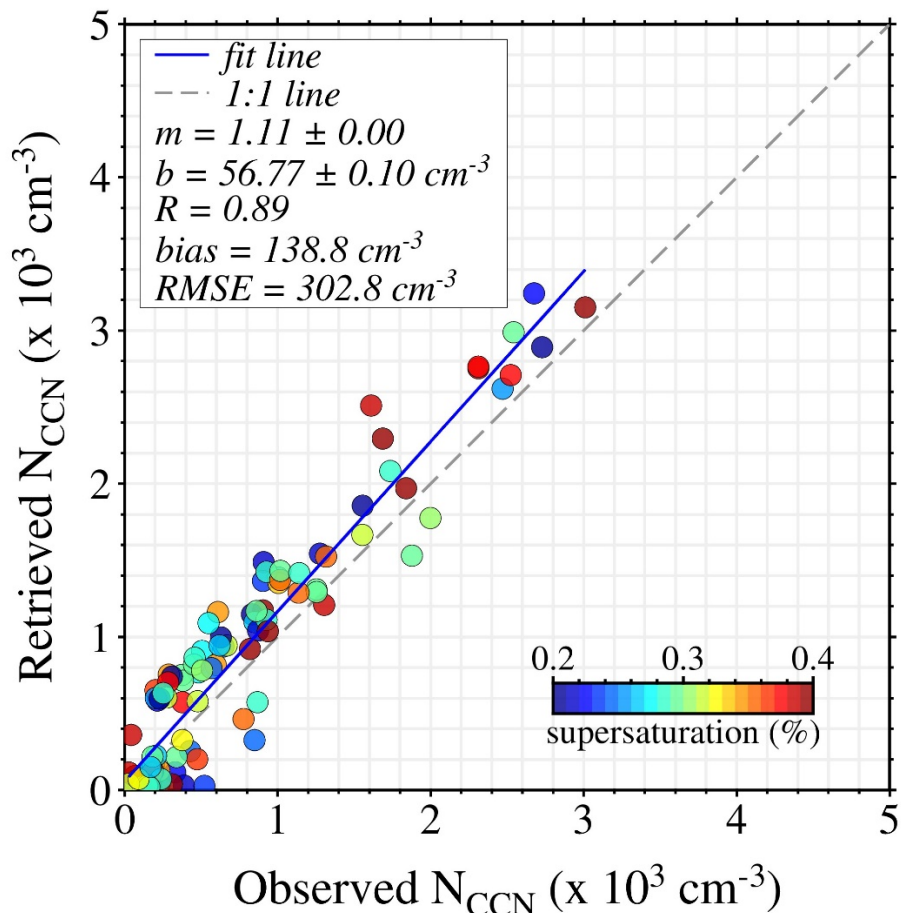 5
4
3
2
1
0
Retrieved N_CCN (x 10³ cm⁻³)
fit line
1:1 line
m = 1.11 ± 0.00
b = 56.77 ± 0.10 cm⁻³
R = 0.89
bias = 138.8 cm⁻³
RMSE = 302.8 cm⁻³
0.2 0.3 0.4
supersaturation (%)
0 1 2 3 4 5
Observed N_CCN (x 10³ cm⁻³)